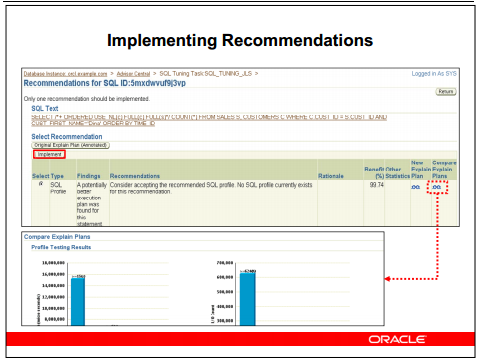 Implementing Recommendations
Database Instance: orcl.example.com > Advisor Central > SQL Tuning Task:SQL_TUNING_JLS > Logged in As SYS
Recommendations for SQL ID:5mxdwvuf9j3vp
Return
Only one recommendation should be implemented.
SQL Text
SELECT /*+ ORDERED USE_NL(c) FULL(c) FULL(s)*/ COUNT(*) FROM SALES S, CUSTOMERS C WHERE C.CUST_ID = S.CUST_ID AND
CUST_FIRST_NAME='Dina' ORDER BY TIME_ID
Select Recommendation
Original Explain Plan (Annotated)
Implement
Select Type Findings Recommendations Rationale Benefit (%) Other Statistics New Explain Plan Compare Explain Plans
SQL Profile A potentially better execution plan was found for this statement. Consider accepting the recommended SQL profile. No SQL profile currently exists for this recommendation. 99.74
Compare Explain Plans
Profile Testing Results
18,000,000
16,000,000
14,000,000
12,000,000
10,000,000
8,000,000
700,000
600,000
500,000
400,000
300,000
ORACLE